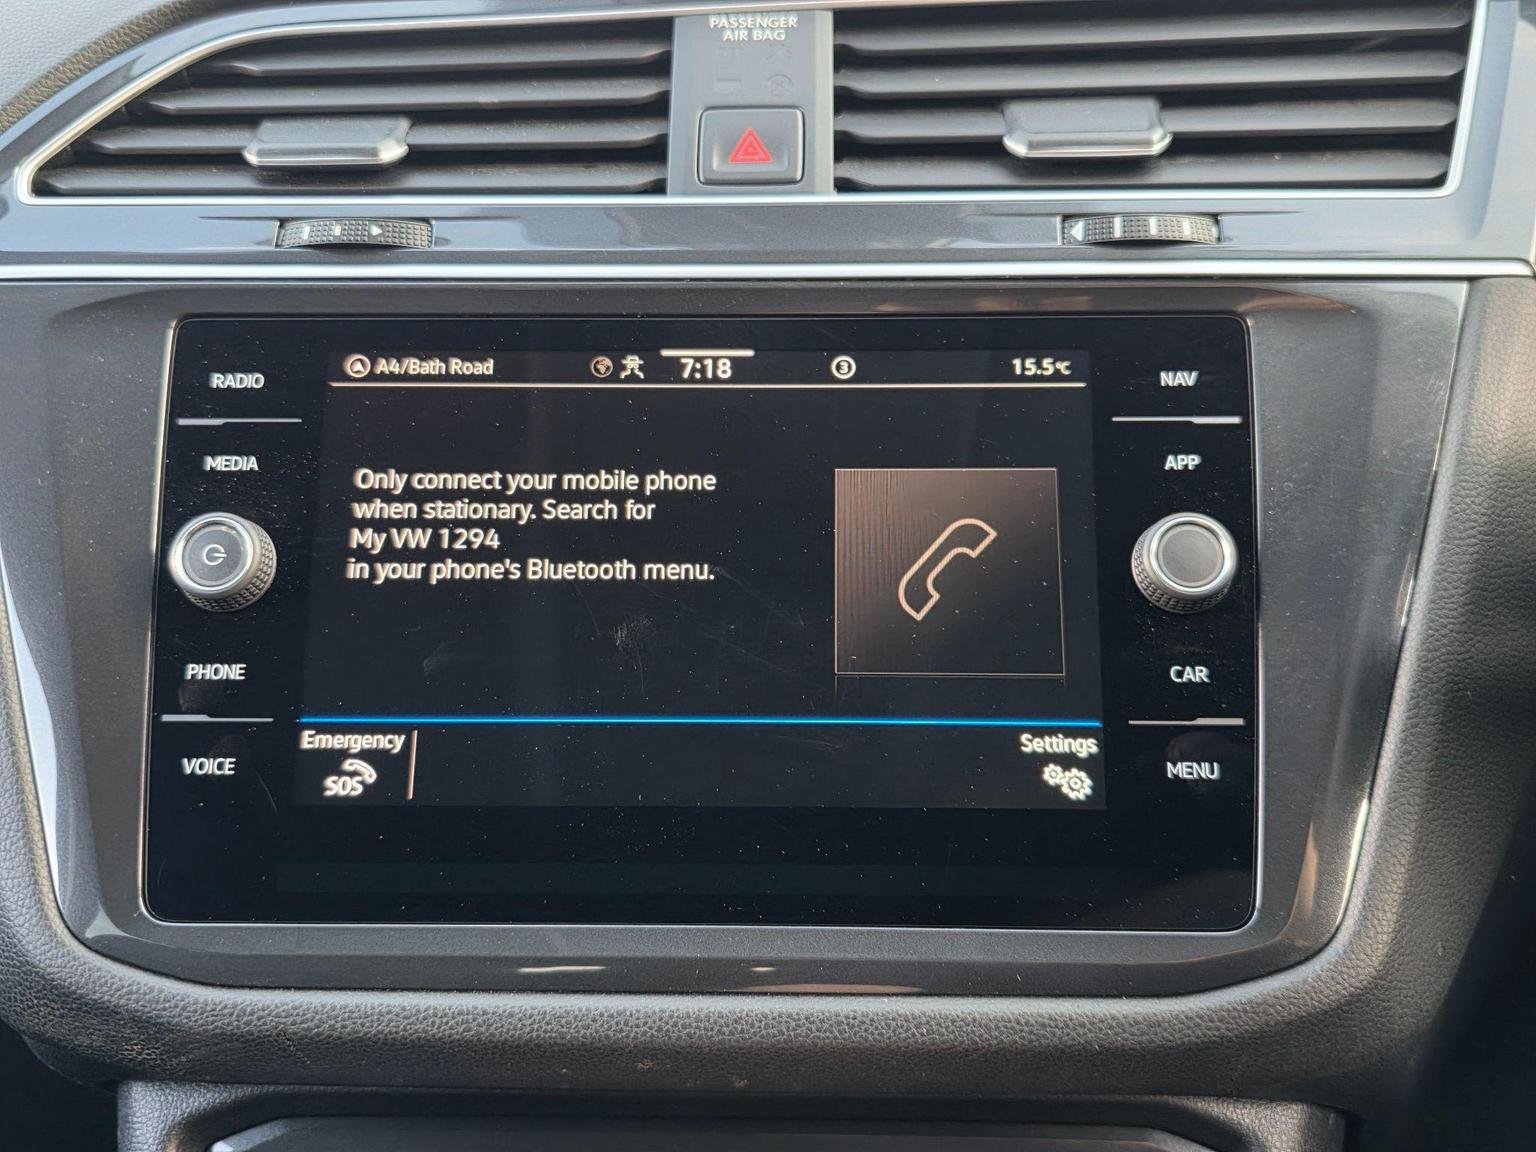 PASSENGER
AIR BAG
RADIO
A4/Bath Road
7:18
3
15.5°C
NAV
MEDIA
APP
Only connect your mobile phone
when stationary. Search for
My VW 1294
in your phone's Bluetooth menu.
PHONE
CAR
Emergency
SOS
Settings
VOICE
MENU